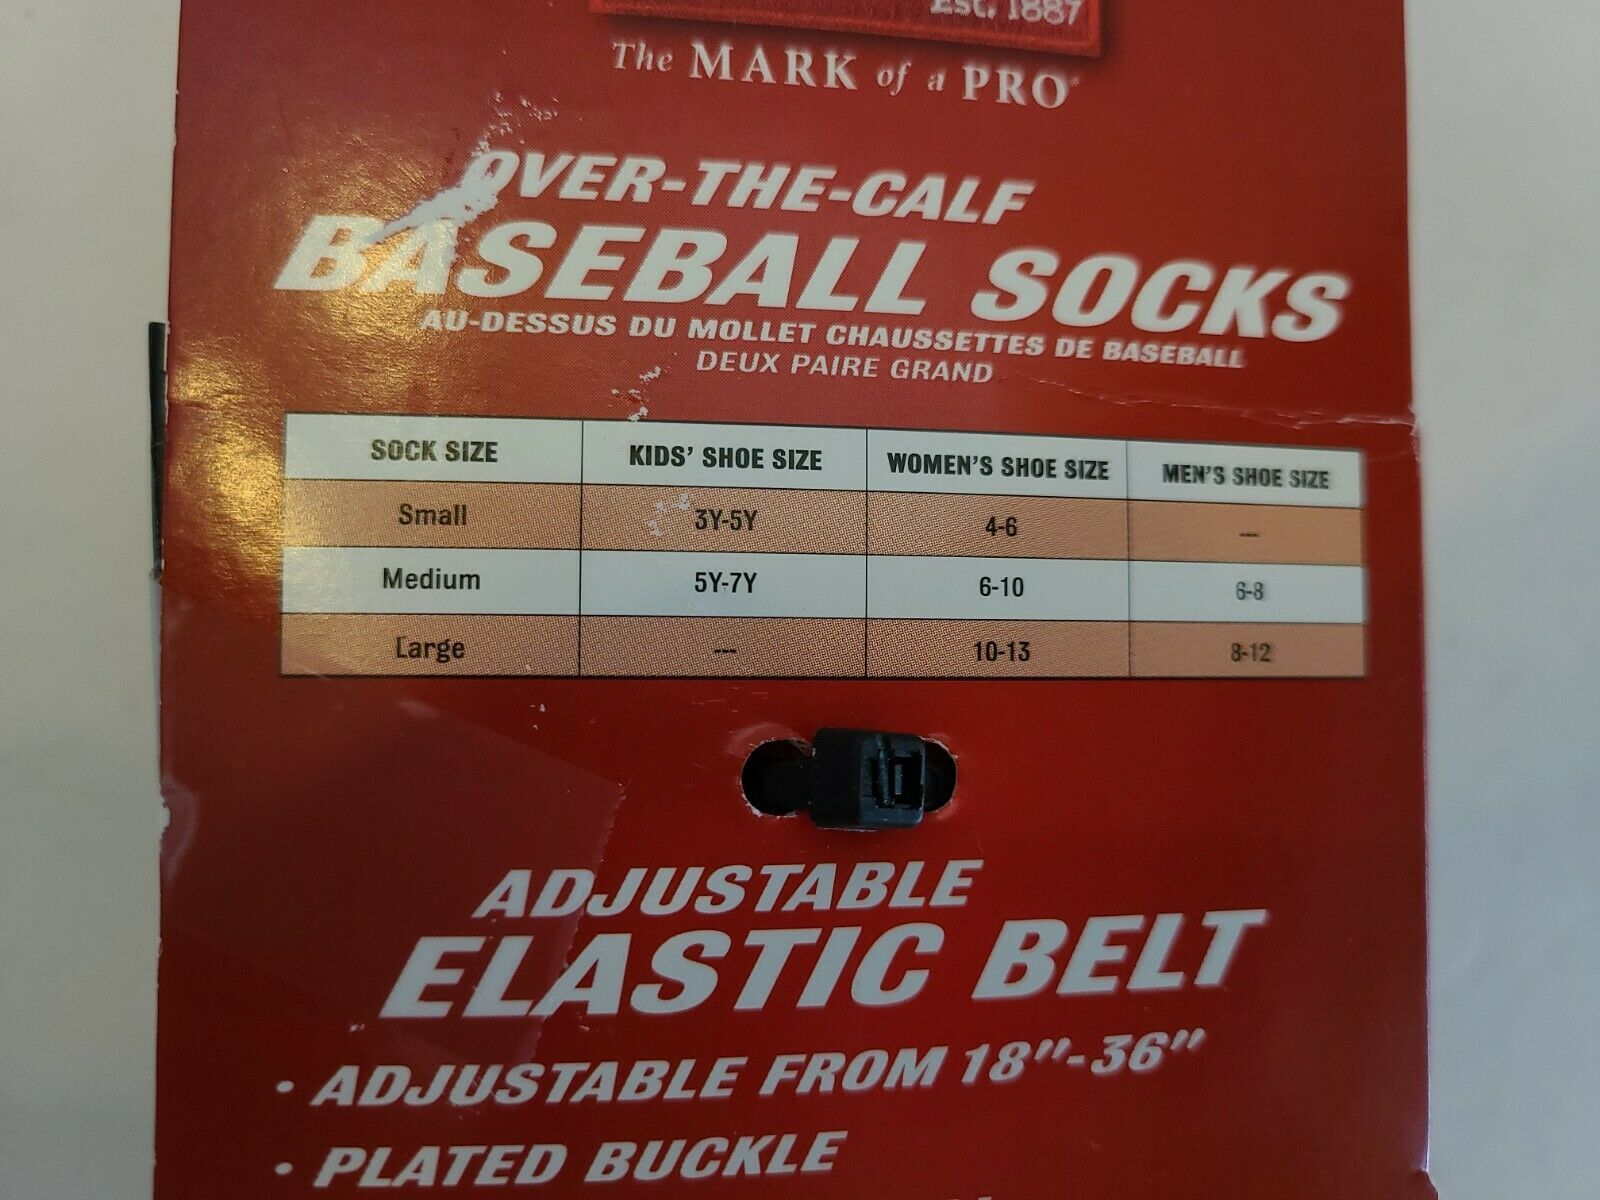 Est. 1887
The MARK of a PRO®
OVER-THE-CALF
BASEBALL SOCKS
AU-DESSUS DU MOLLET CHAUSSETTES DE BASEBALL
DEUX PAIRE GRAND
SOCK SIZE KIDS' SHOE SIZE WOMEN'S SHOE SIZE MEN'S SHOE SIZE
Small 3Y-5Y 4-6 ---
Medium 5Y-7Y 6-10 6-8
Large --- 10-13 8-12
ADJUSTABLE
ELASTIC BELT
• ADJUSTABLE FROM 18"-36"
• PLATED BUCKLE